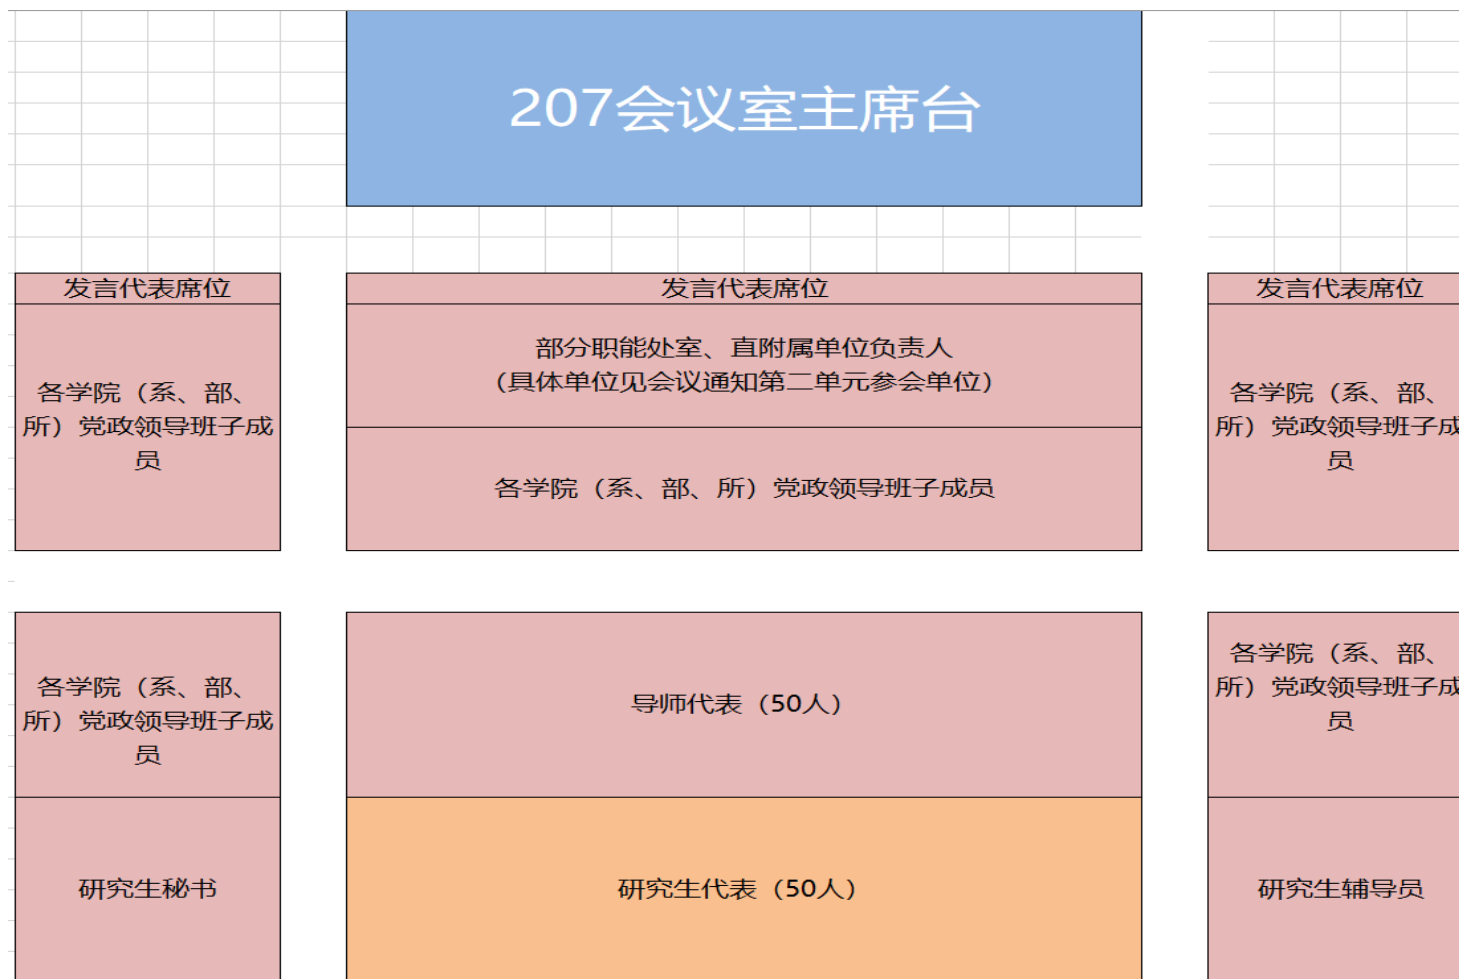 207会议室主席台
发言代表席位
发言代表席位
发言代表席位
各学院（系、部、
所）党政领导班子成
员
部分职能处室、直附属单位负责人
（具体单位见会议通知第二单元参会单位）
各学院（系、部、所）党政领导班子成员
各学院（系、部、
所）党政领导班子成
员
各学院（系、部、
所）党政领导班子成
员
导师代表（50人）
各学院（系、部、
所）党政领导班子成
员
研究生秘书
研究生代表（50人）
研究生辅导员